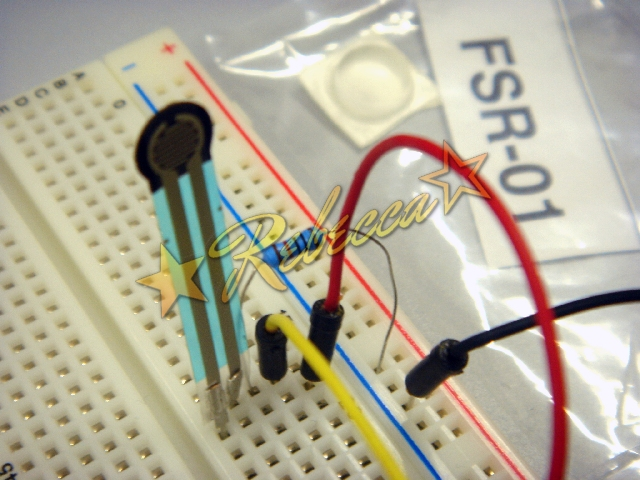 FSR-01
Rebecca
+
-
A B C D